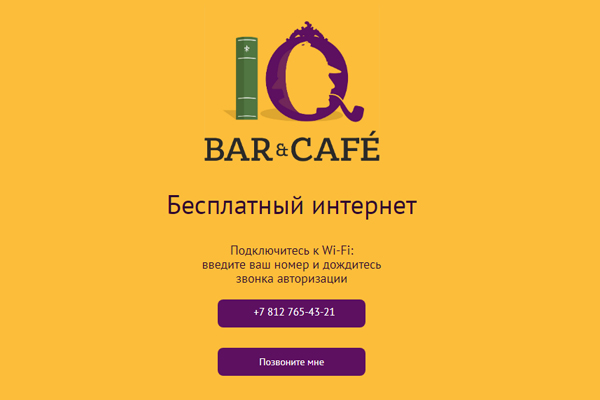 IQ
BAR & CAFÉ
Бесплатный интернет
Подключитесь к Wi-Fi:
введите ваш номер и дождитесь
звонка авторизации
+7 812 765-43-21
Позвоните мне